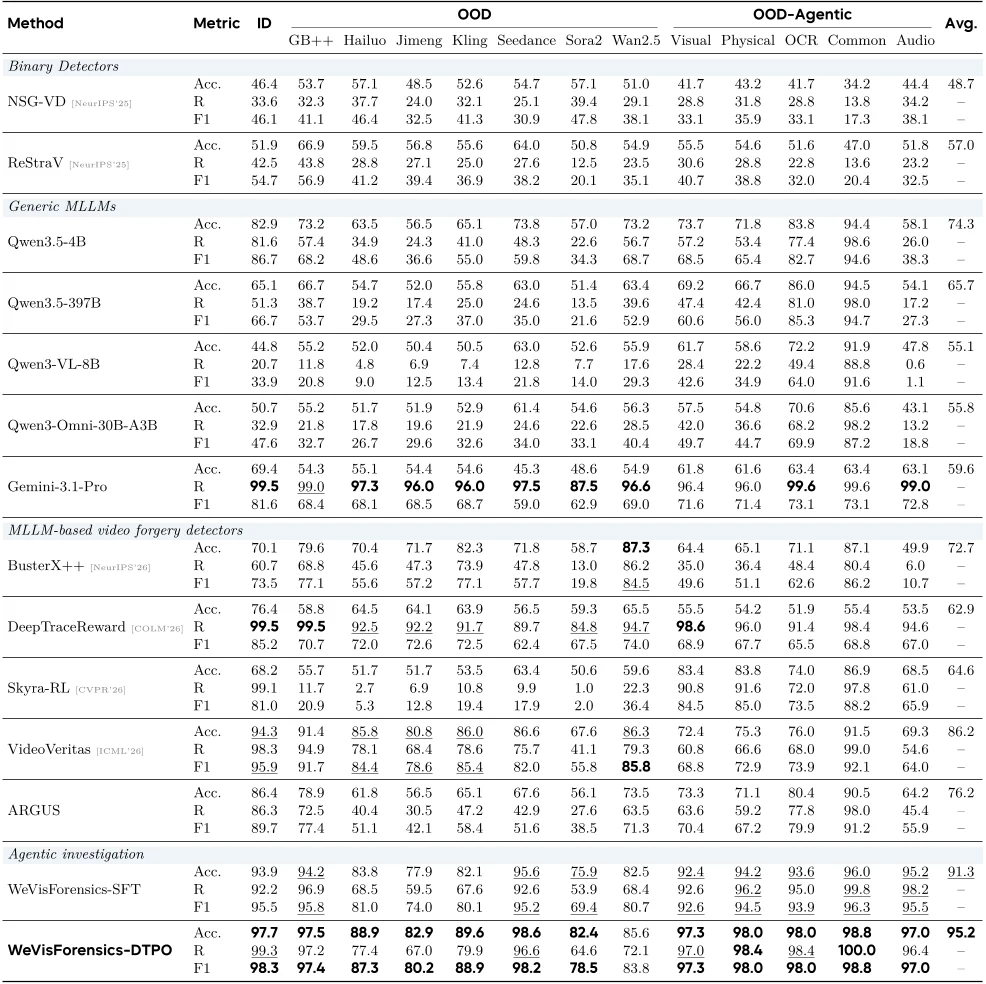 Method Metric ID OOD OOD-Agentic Avg.
GB++ Hailuo Jimeng Kling Seedance Sora2 Wan2.5 Visual Physical OCR Common Audio
Binary Detectors
Acc. 46.4 53.7 57.1 48.5 52.6 54.7 57.1 51.0 41.7 43.2 41.7 34.2 44.4 48.7
NSG-VD [NeurIPS'25] R 33.6 32.3 37.7 24.0 32.1 25.1 39.4 29.1 28.8 31.8 28.8 13.8 34.2 –
F1 46.1 41.1 46.4 32.5 41.3 30.9 47.8 38.1 33.1 35.9 33.1 17.3 38.1 –
Acc. 51.9 66.9 59.5 56.8 55.6 64.0 50.8 54.9 55.5 54.6 51.6 47.0 51.8 57.0
ReStraV [NeurIPS'25] R 42.5 43.8 28.8 27.1 25.0 27.6 12.5 23.5 30.6 28.8 22.8 13.6 23.2 –
F1 54.7 56.9 41.2 39.4 36.9 38.2 20.1 35.1 40.7 38.8 32.0 20.4 32.5 –
Generic MLLMs
Acc. 82.9 73.2 63.5 56.5 65.1 73.8 57.0 73.2 73.7 71.8 83.8 94.4 58.1 74.3
Qwen3.5-4B R 81.6 57.4 34.9 24.3 41.0 48.3 22.6 56.7 57.2 53.4 77.4 98.6 26.0 –
F1 86.7 68.2 48.6 36.6 55.0 59.8 34.3 68.7 68.5 65.4 82.7 94.6 38.3 –
Acc. 65.1 66.7 54.7 52.0 55.8 63.0 51.4 63.4 69.2 66.7 86.0 94.5 54.1 65.7
Qwen3.5-397B R 51.3 38.7 19.2 17.4 25.0 24.6 13.5 39.6 47.4 42.4 81.0 98.0 17.2 –
F1 66.7 53.7 29.5 27.3 37.0 35.0 21.6 52.9 60.6 56.0 85.3 94.7 27.3 –
Acc. 44.8 55.2 52.0 50.4 50.5 63.0 52.6 55.9 61.7 58.6 72.2 91.9 47.8 55.1
Qwen3-VL-8B R 20.7 11.8 4.8 6.9 7.4 12.8 7.7 17.6 28.4 22.2 49.4 88.8 0.6 –
F1 33.9 20.8 9.0 12.5 13.4 21.8 14.0 29.3 42.6 34.9 64.0 91.6 1.1 –
Acc. 50.7 55.2 51.7 51.9 52.9 61.4 54.6 56.3 57.5 54.8 70.6 85.6 43.1 55.8
Qwen3-Omni-30B-A3B R 32.9 21.8 17.8 19.6 21.9 24.6 22.6 28.5 42.0 36.6 68.2 98.2 13.2 –
F1 47.6 32.7 26.7 29.6 32.6 34.0 33.1 40.4 49.7 44.7 69.9 87.2 18.8 –
Acc. 69.4 54.3 55.1 54.4 54.6 45.3 48.6 54.9 61.8 61.6 63.4 63.4 63.1 59.6
Gemini-3.1-Pro R 99.5 99.0 97.3 96.0 96.0 97.5 87.5 96.6 96.4 96.0 99.6 99.6 99.0 –
F1 81.6 68.4 68.1 68.5 68.7 59.0 62.9 69.0 71.6 71.4 73.1 73.1 72.8 –
MLLM-based video forgery detectors
Acc. 70.1 79.6 70.4 71.7 82.3 71.8 58.7 87.3 64.4 65.1 71.1 87.1 49.9 72.7
BusterX++ [NeurIPS'26] R 60.7 68.8 45.6 47.3 73.9 47.8 13.0 86.2 35.0 36.4 48.4 80.4 6.0 –
F1 73.5 77.1 55.6 57.2 77.1 57.7 19.8 84.5 49.6 51.1 62.6 86.2 10.7 –
Acc. 76.4 58.8 64.5 64.1 63.9 56.5 59.3 65.5 55.5 54.2 51.9 55.4 53.5 62.9
DeepTraceReward [COLM'26] R 99.5 99.5 92.5 92.2 91.7 89.7 84.8 94.7 98.6 96.0 91.4 98.4 94.6 –
F1 85.2 70.7 72.0 72.6 72.5 62.4 67.5 74.0 68.9 67.7 65.5 68.8 67.0 –
Acc. 68.2 55.7 51.7 51.7 53.5 63.4 50.6 59.6 83.4 83.8 74.0 86.9 68.5 64.6
Skyra-RL [CVPR'26] R 99.1 11.7 2.7 6.9 10.8 9.9 1.0 22.3 90.8 91.6 72.0 97.8 61.0 –
F1 81.0 20.9 5.3 12.8 19.4 17.9 2.0 36.4 84.5 85.0 73.5 88.2 65.9 –
Acc. 94.3 91.4 85.8 80.8 86.0 86.6 67.6 86.3 72.4 75.3 76.0 91.5 69.3 86.2
VideoVeritas [ICML'26] R 98.3 94.9 78.1 68.4 78.6 75.7 41.1 79.3 60.8 66.6 68.0 99.0 54.6 –
F1 95.9 91.7 84.4 78.6 85.4 82.0 55.8 85.8 68.8 72.9 73.9 92.1 64.0 –
Acc. 86.4 78.9 61.8 56.5 65.1 67.6 56.1 73.5 73.3 71.1 80.4 90.5 64.2 76.2
ARGUS R 86.3 72.5 40.4 30.5 47.2 42.9 27.6 63.5 63.6 59.2 77.8 98.0 45.4 –
F1 89.7 77.4 51.1 42.1 58.4 51.6 38.5 71.3 70.4 67.2 79.9 91.2 55.9 –
Agentic investigation
Acc. 93.9 94.2 83.8 77.9 82.1 95.6 75.9 82.5 92.4 94.2 93.6 96.0 95.2 91.3
WeVisForensics-SFT R 92.2 96.9 68.5 59.5 67.6 92.6 53.9 68.4 92.6 96.2 95.0 99.8 98.2 –
F1 95.5 95.8 81.0 74.0 80.1 95.2 69.4 80.7 92.6 94.5 93.9 96.3 95.5 –
Acc. 97.7 97.5 88.9 82.9 89.6 98.6 82.4 85.6 97.3 98.0 98.0 98.8 97.0 95.2
WeVisForensics-DTPO R 99.3 97.2 77.4 67.0 79.9 96.6 64.6 72.1 97.0 98.4 98.4 100.0 96.4 –
F1 98.3 97.4 87.3 80.2 88.9 98.2 78.5 83.8 97.3 98.0 98.0 98.8 97.0 –